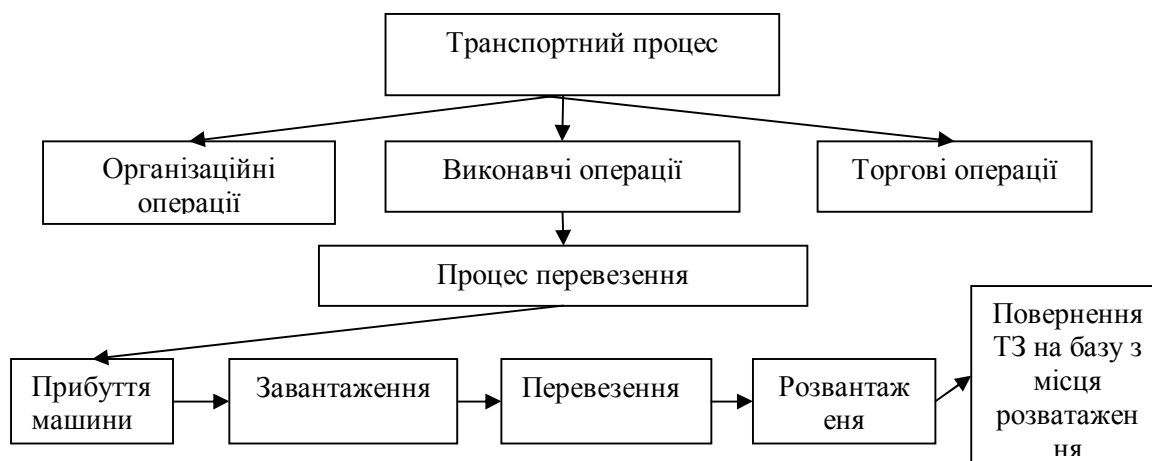 Транспортний процес
Організаційні
операції
Виконавчі операції
Торгові операції
Процес перевезення
Прибуття
машини
Завантаження
Перевезення
Розвантаж
еня
Повернення
ТЗ на базу з
місця
розватажен
ня